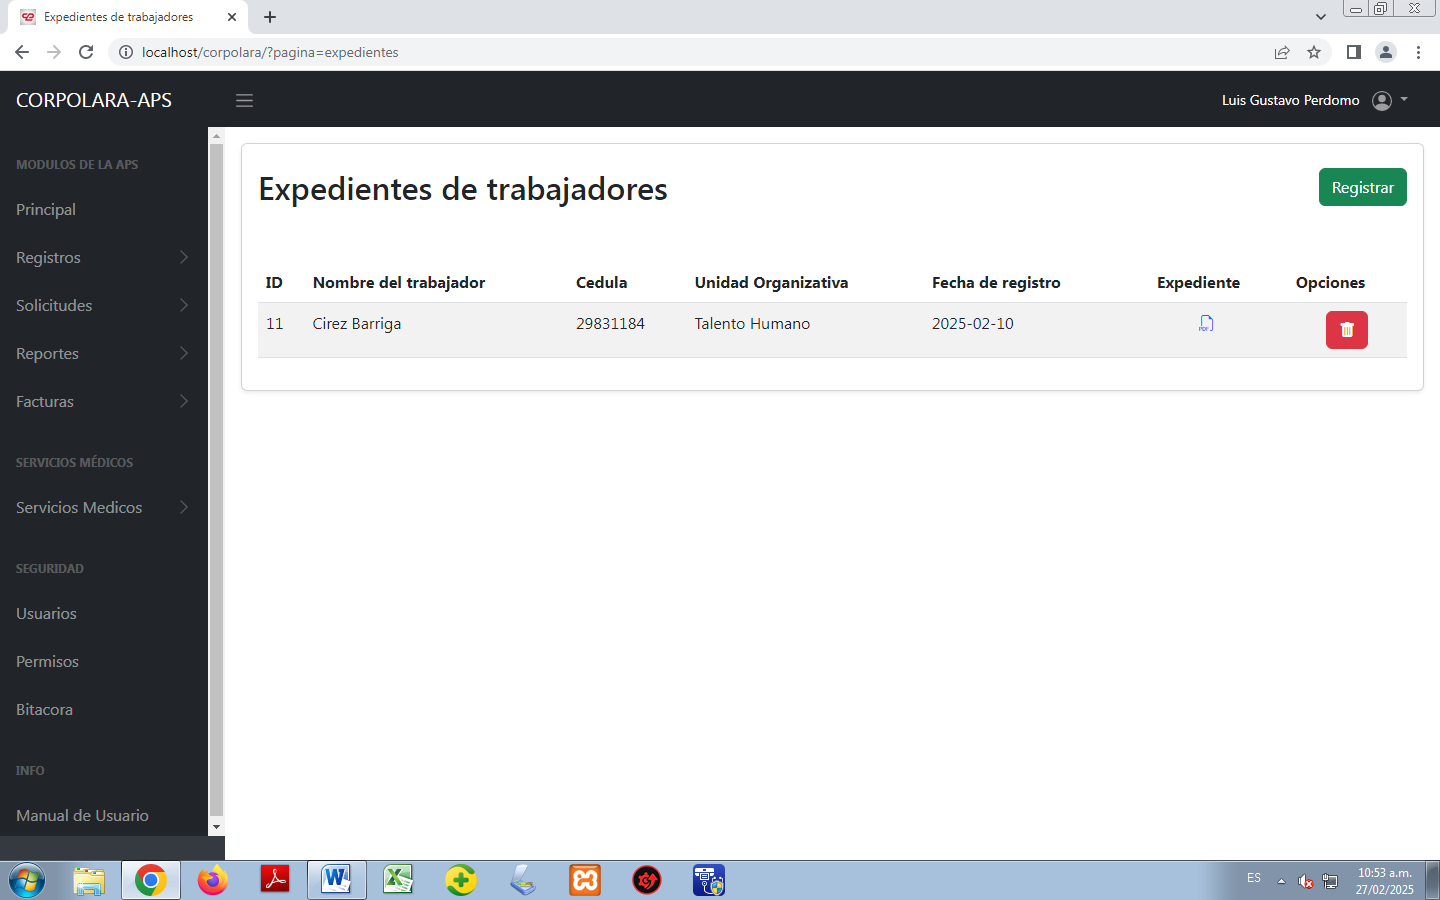 Expedientes de trabajadores
localhost/corpolara/?pagina=expedientes
CORPOLARA-APS
Luis Gustavo Perdomo
MODULOS DE LA APS
Principal
Registros
Solicitudes
Reportes
Facturas
SERVICIOS MÉDICOS
Servicios Medicos
SEGURIDAD
Usuarios
Permisos
Bitacora
INFO
Manual de Usuario
Expedientes de trabajadores
Registrar
ID Nombre del trabajador Cedula Unidad Organizativa Fecha de registro Expediente Opciones
11 Cirez Barriga 29831184 Talento Humano 2025-02-10 PDF
ES
10:53 a.m.
27/02/2025